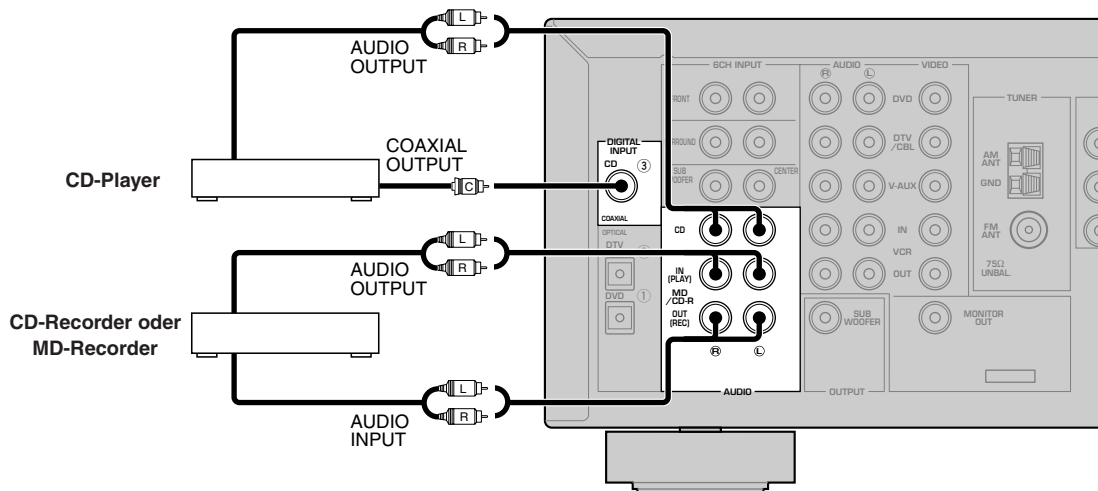 L
R
AUDIO
OUTPUT
COAXIAL
OUTPUT
C
CD-Player
L
R
AUDIO
OUTPUT
CD-Recorder oder
MD-Recorder
L
R
AUDIO
INPUT
DIGITAL
INPUT
CD ③
COAXIAL
OPTICAL
DTV
DVD ①
6CH INPUT
FRONT
SURROUND
SUB
WOOFER
CENTER
CD
IN
(PLAY)
MD
/CD-R
OUT
(REC)
Ⓡ Ⓛ
AUDIO
AUDIO
Ⓡ Ⓛ
VIDEO
DVD
DTV
/CBL
V-AUX
IN
VCR
OUT
SUB
WOOFER
OUTPUT
MONITOR
OUT
TUNER
AM
ANT
GND
FM
ANT
75Ω
UNBAL.